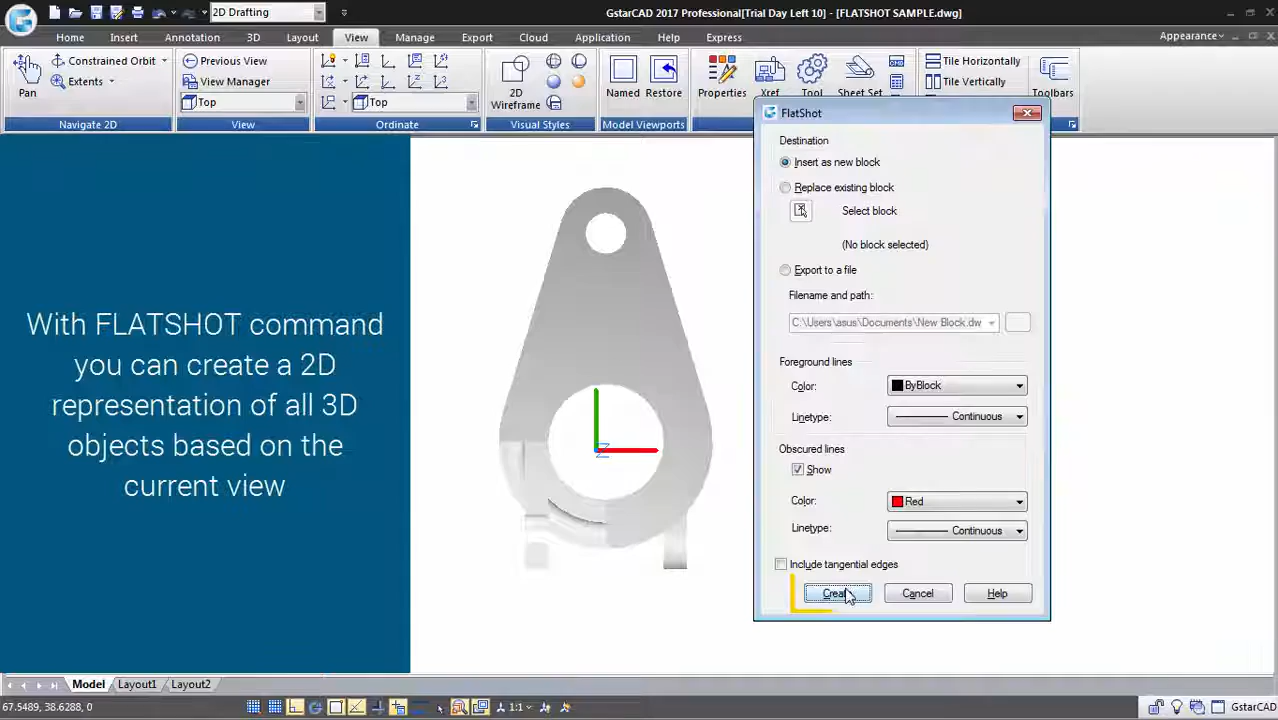 2D Drafting
GstarCAD 2017 Professional[Trial Day Left 10] - [FLATSHOT SAMPLE.dwg]
Home Insert Annotation 3D Layout View Manage Export Cloud Application Help Express
Appearance
Pan
Constrained Orbit
Extents
Navigate 2D
Previous View
View Manager
Top
View
Top
Ordinate
2D
Wireframe
Visual Styles
Named Restore
Model Viewports
Properties Xref Tool Sheet Set
Tile Horizontally
Tile Vertically
Toolbars
FlatShot
Destination
Insert as new block
Replace existing block
Select block
(No block selected)
Export to a file
Filename and path:
C:\Users\asus\Documents\New Block.dw
Foreground lines
Color: ByBlock
Linetype: Continuous
Obscured lines
Show
Color: Red
Linetype: Continuous
Include tangential edges
Create Cancel Help
With FLATSHOT command
you can create a 2D
representation of all 3D
objects based on the
current view
Z
Model Layout1 Layout2
67.5489, 38.6288, 0
1:1
GstarCAD